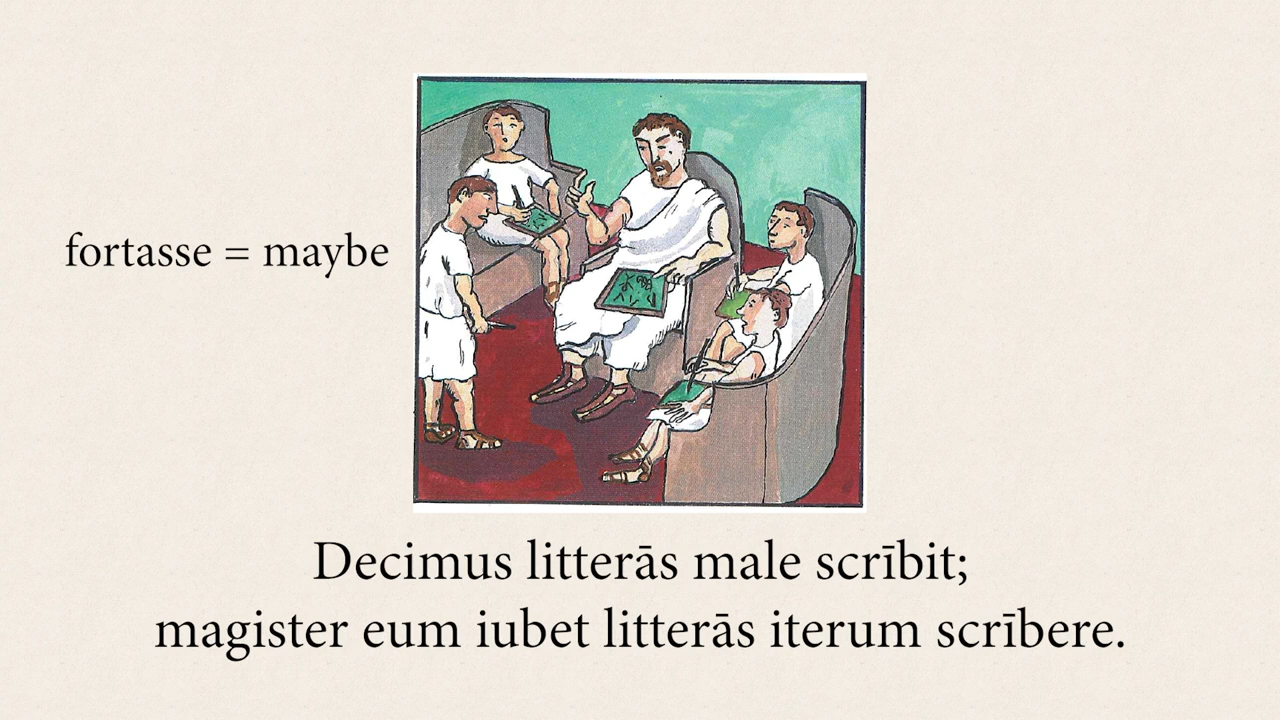 fortasse = maybe
Decimus litterās male scrībit;
magister eum iubet litterās iterum scrībere.